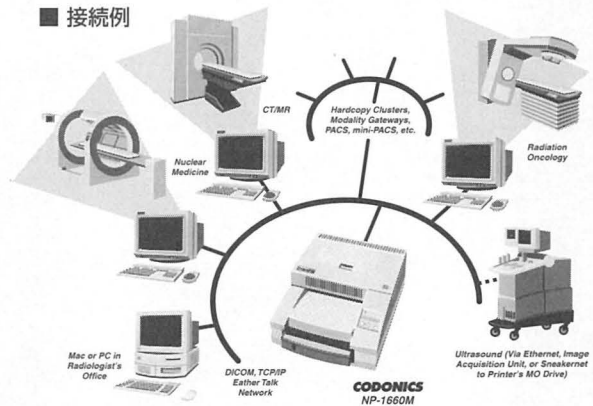 ■ 接続例
CT/MR
Hardcopy Clusters,
Modality Gateways,
PACS, mini-PACS, etc.
Nuclear
Medicine
Radiation
Oncology
Mac or PC in
Radiologist's
Office
DICOM, TCP/IP
Eather Talk
Network
CODONICS
NP-1660M
Ultrasound (Via Ethernet, Image
Acquisition Unit, or Sneakernet
to Printer's MO Drive)